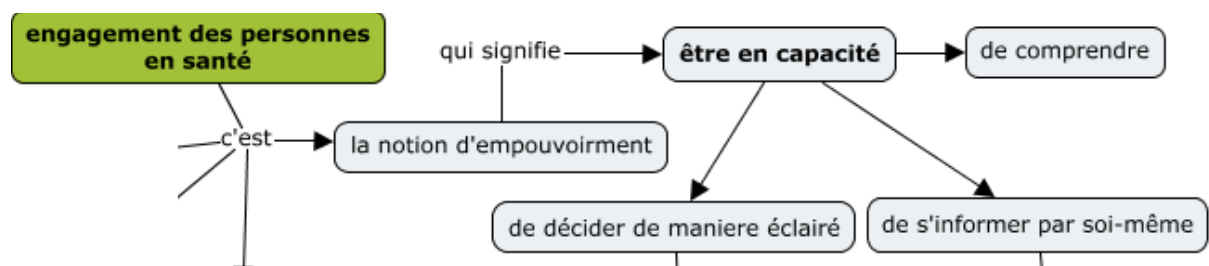 engagement des personnes
en santé
qui signifie
être en capacité
de comprendre
c'est
la notion d'empouvoirment
de décider de maniere éclairé
de s'informer par soi-même